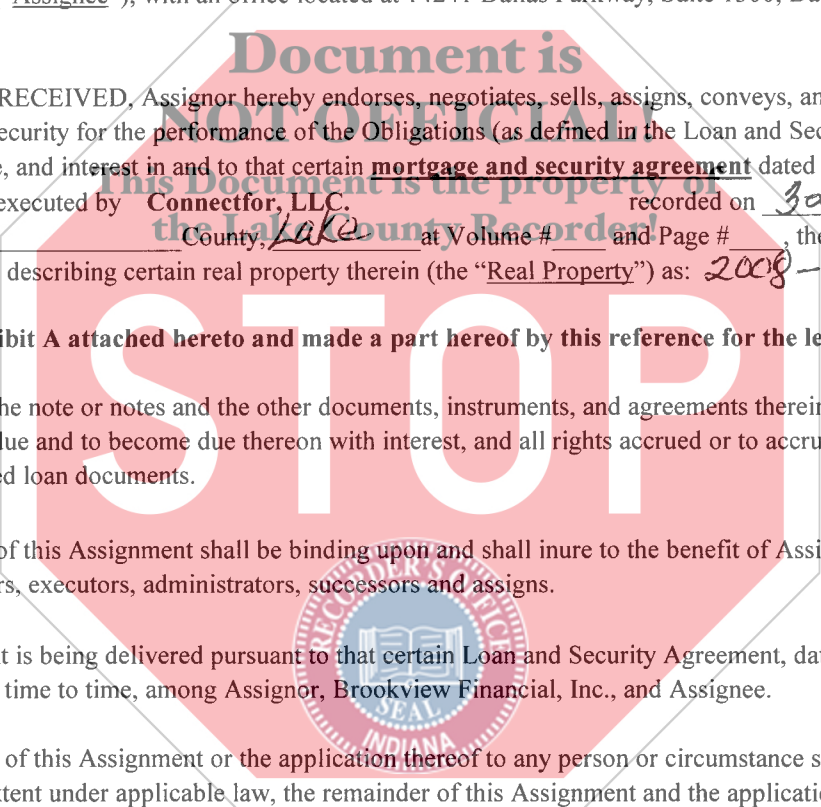 Assignee"), with an office located at 14241 Dallas Parkway, Suite 1300, Da
Document is
RECEIVED, Assignor hereby endorses, negotiates, sells, assigns, conveys, an
NOT OFFICIAL!
ecurity for the performance of the Obligations (as defined in the Loan and Sec
e, and interest in and to that certain mortgage and security agreement dated
This Document is the property of
executed by Connectfor, LLC. recorded on 30
the Lake County Recorder!
County, Lake at Volume #____ and Page #____, the
describing certain real property therein (the "Real Property") as: 2008-
ibit A attached hereto and made a part hereof by this reference for the le
STOP
he note or notes and the other documents, instruments, and agreements therein
lue and to become due thereon with interest, and all rights accrued or to accru
ed loan documents.
of this Assignment shall be binding upon and shall inure to the benefit of Assi
rs, executors, administrators, successors and assigns.
RECORDER'S OFFICE
t is being delivered pursuant to that certain Loan and Security Agreement, dat
time to time, among Assignor, Brookview Financial, Inc., and Assignee.
SEAL
INDIANA
of this Assignment or the application thereof to any person or circumstance s
xtent under applicable law, the remainder of this Assignment and the applicati